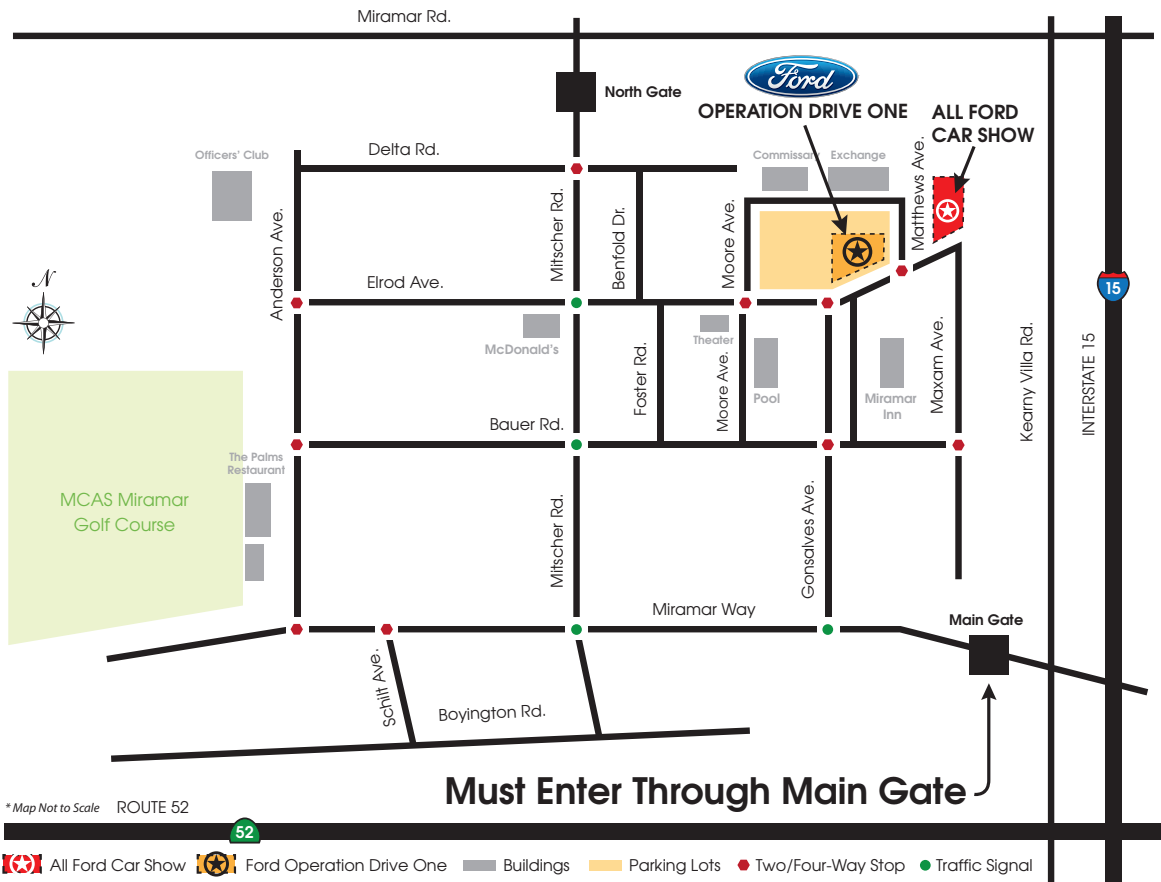 Miramar Rd.
Ford
North Gate
OPERATION DRIVE ONE
ALL FORD
CAR SHOW
Officers' Club
Delta Rd.
Commissary
Exchange
Matthews Ave.
Anderson Ave.
Mitscher Rd.
Benfold Dr.
Moore Ave.
N
Elrod Ave.
15
McDonald's
Theater
Foster Rd.
Moore Ave.
Pool
Miramar
Inn
Maxam Ave.
Kearny Villa Rd.
INTERSTATE 15
Bauer Rd.
The Palms
Restaurant
MCAS Miramar
Golf Course
Mitscher Rd.
Gonsalves Ave.
Miramar Way
Main Gate
Schilt Ave.
Boyington Rd.
Must Enter Through Main Gate
* Map Not to Scale
ROUTE 52
52
All Ford Car Show
Ford Operation Drive One
Buildings
Parking Lots
Two/Four-Way Stop
Traffic Signal